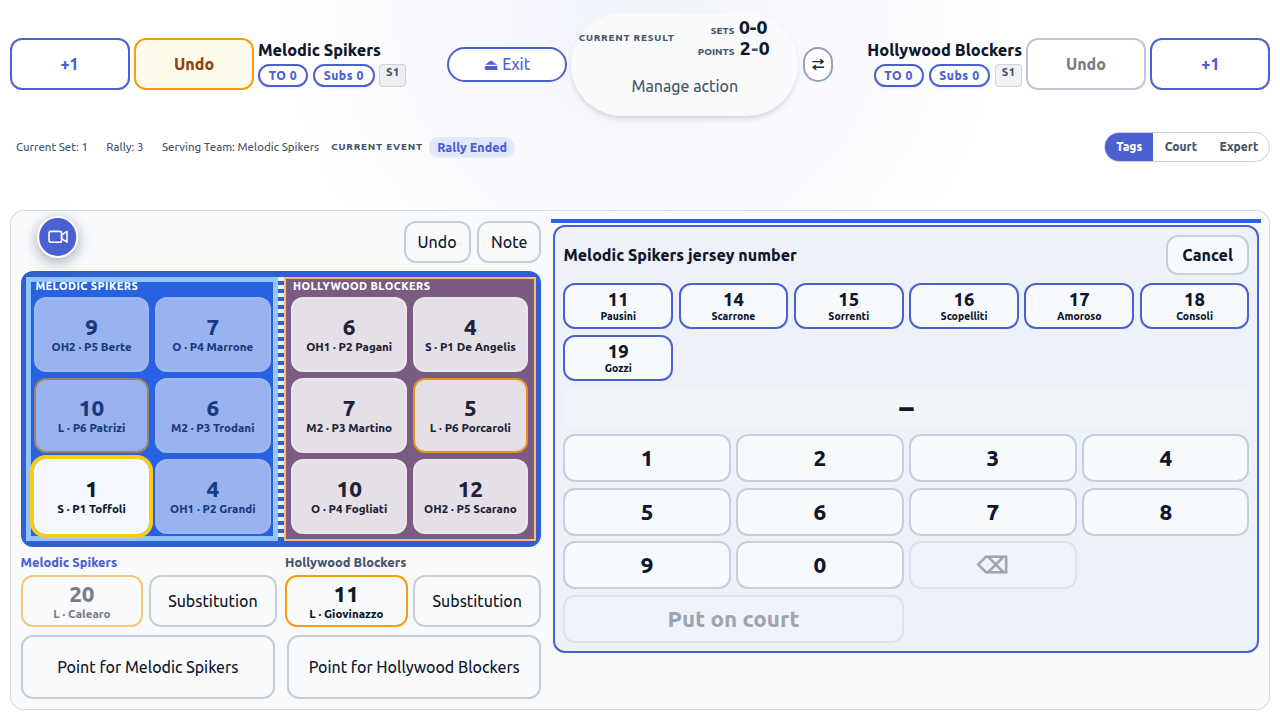 +1
Undo
Melodic Spikers
TO 0
Subs 0
S1
⏏ Exit
CURRENT RESULT
SETS 0-0
POINTS 2-0
Manage action
⇄
Hollywood Blockers
TO 0
Subs 0
S1
Undo
+1
Current Set: 1
Rally: 3
Serving Team: Melodic Spikers
CURRENT EVENT
Rally Ended
Tags
Court
Expert
Undo
Note
MELODIC SPIKERS
HOLLYWOOD BLOCKERS
9
OH2 · P5 Berte
7
O · P4 Marrone
6
OH1 · P2 Pagani
4
S · P1 De Angelis
10
L · P6 Patrizi
6
M2 · P3 Trodani
7
M2 · P3 Martino
5
L · P6 Porcaroli
1
S · P1 Toffoli
4
OH1 · P2 Grandi
10
O · P4 Fogliati
12
OH2 · P5 Scarano
Melodic Spikers
Hollywood Blockers
20
L · Calearo
Substitution
11
L · Giovinazzo
Substitution
Point for Melodic Spikers
Point for Hollywood Blockers
Melodic Spikers jersey number
Cancel
11
Pausini
14
Scarrone
15
Sorrenti
16
Scopelliti
17
Amoroso
18
Consoli
19
Gozzi
–
1
2
3
4
5
6
7
8
9
0
⌫
Put on court